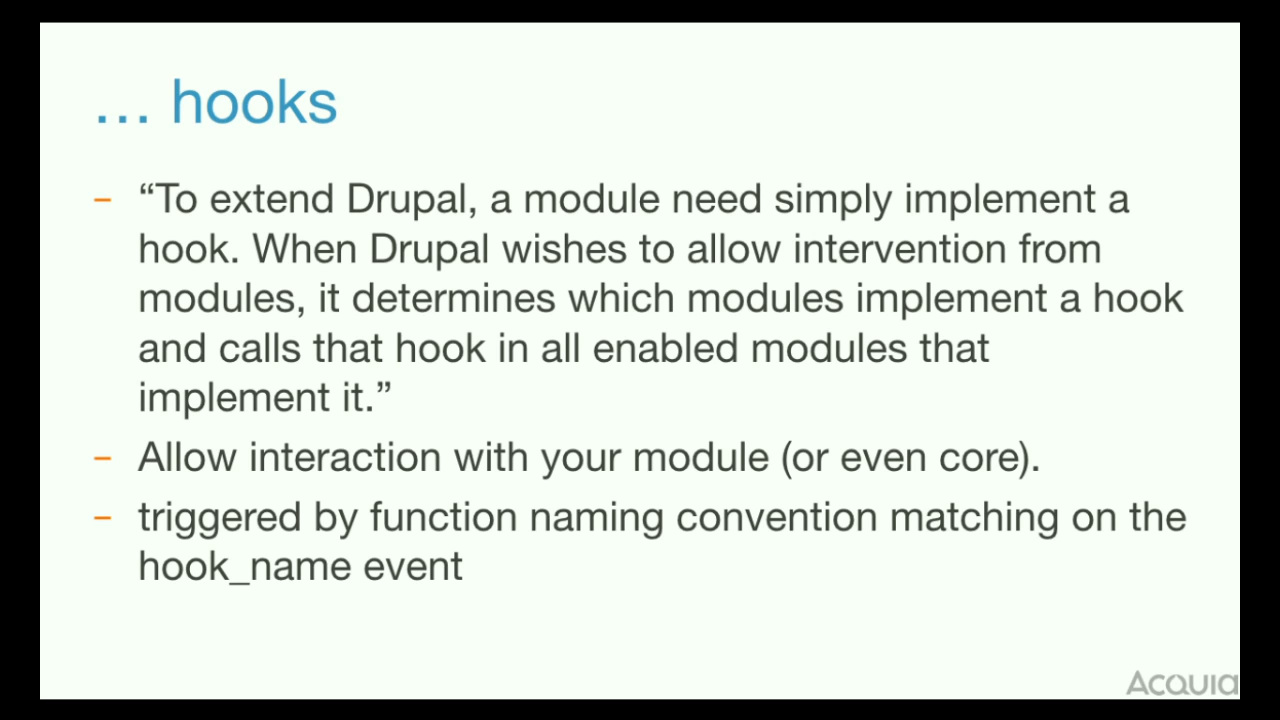 … hooks
– “To extend Drupal, a module need simply implement a
hook. When Drupal wishes to allow intervention from
modules, it determines which modules implement a hook
and calls that hook in all enabled modules that
implement it.”
– Allow interaction with your module (or even core).
– triggered by function naming convention matching on the
hook_name event
Acquia